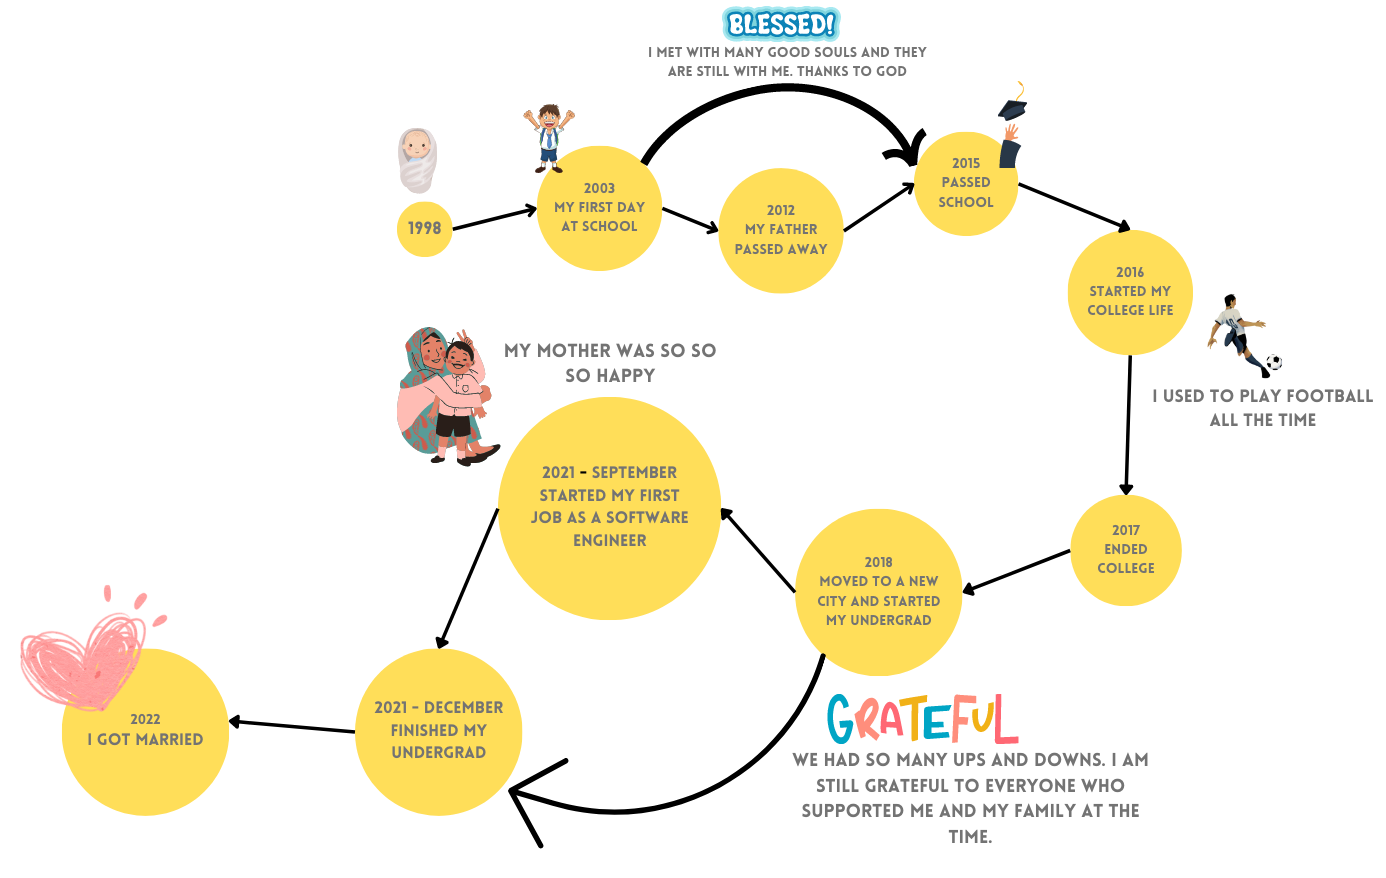 BLESSED!
I MET WITH MANY GOOD SOULS AND THEY
ARE STILL WITH ME. THANKS TO GOD
1998
2003
MY FIRST DAY
AT SCHOOL
2012
MY FATHER
PASSED AWAY
2015
PASSED
SCHOOL
2016
STARTED MY
COLLEGE LIFE
I USED TO PLAY FOOTBALL
ALL THE TIME
2017
ENDED
COLLEGE
2018
MOVED TO A NEW
CITY AND STARTED
MY UNDERGRAD
GRATEFUL
WE HAD SO MANY UPS AND DOWNS. I AM
STILL GRATEFUL TO EVERYONE WHO
SUPPORTED ME AND MY FAMILY AT THE
TIME.
MY MOTHER WAS SO SO
SO HAPPY
2021 - SEPTEMBER
STARTED MY FIRST
JOB AS A SOFTWARE
ENGINEER
2021 - DECEMBER
FINISHED MY
UNDERGRAD
2022
I GOT MARRIED